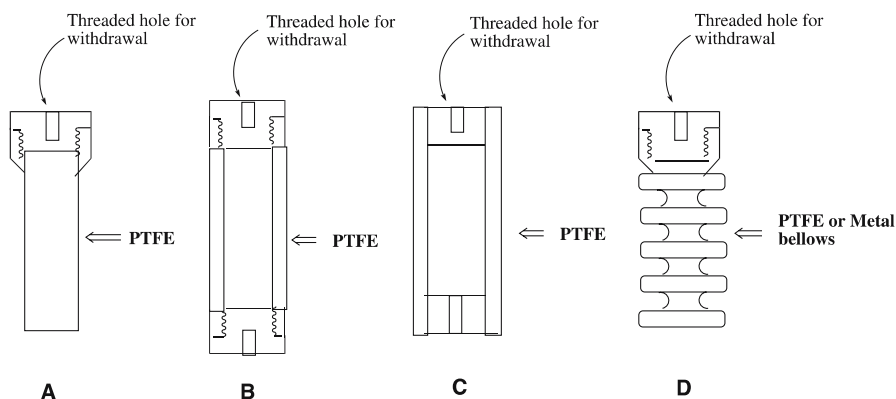 Threaded hole for
withdrawal
Threaded hole for
withdrawal
Threaded hole for
withdrawal
Threaded hole for
withdrawal
PTFE
PTFE
PTFE
PTFE or Metal
bellows
A
B
C
D